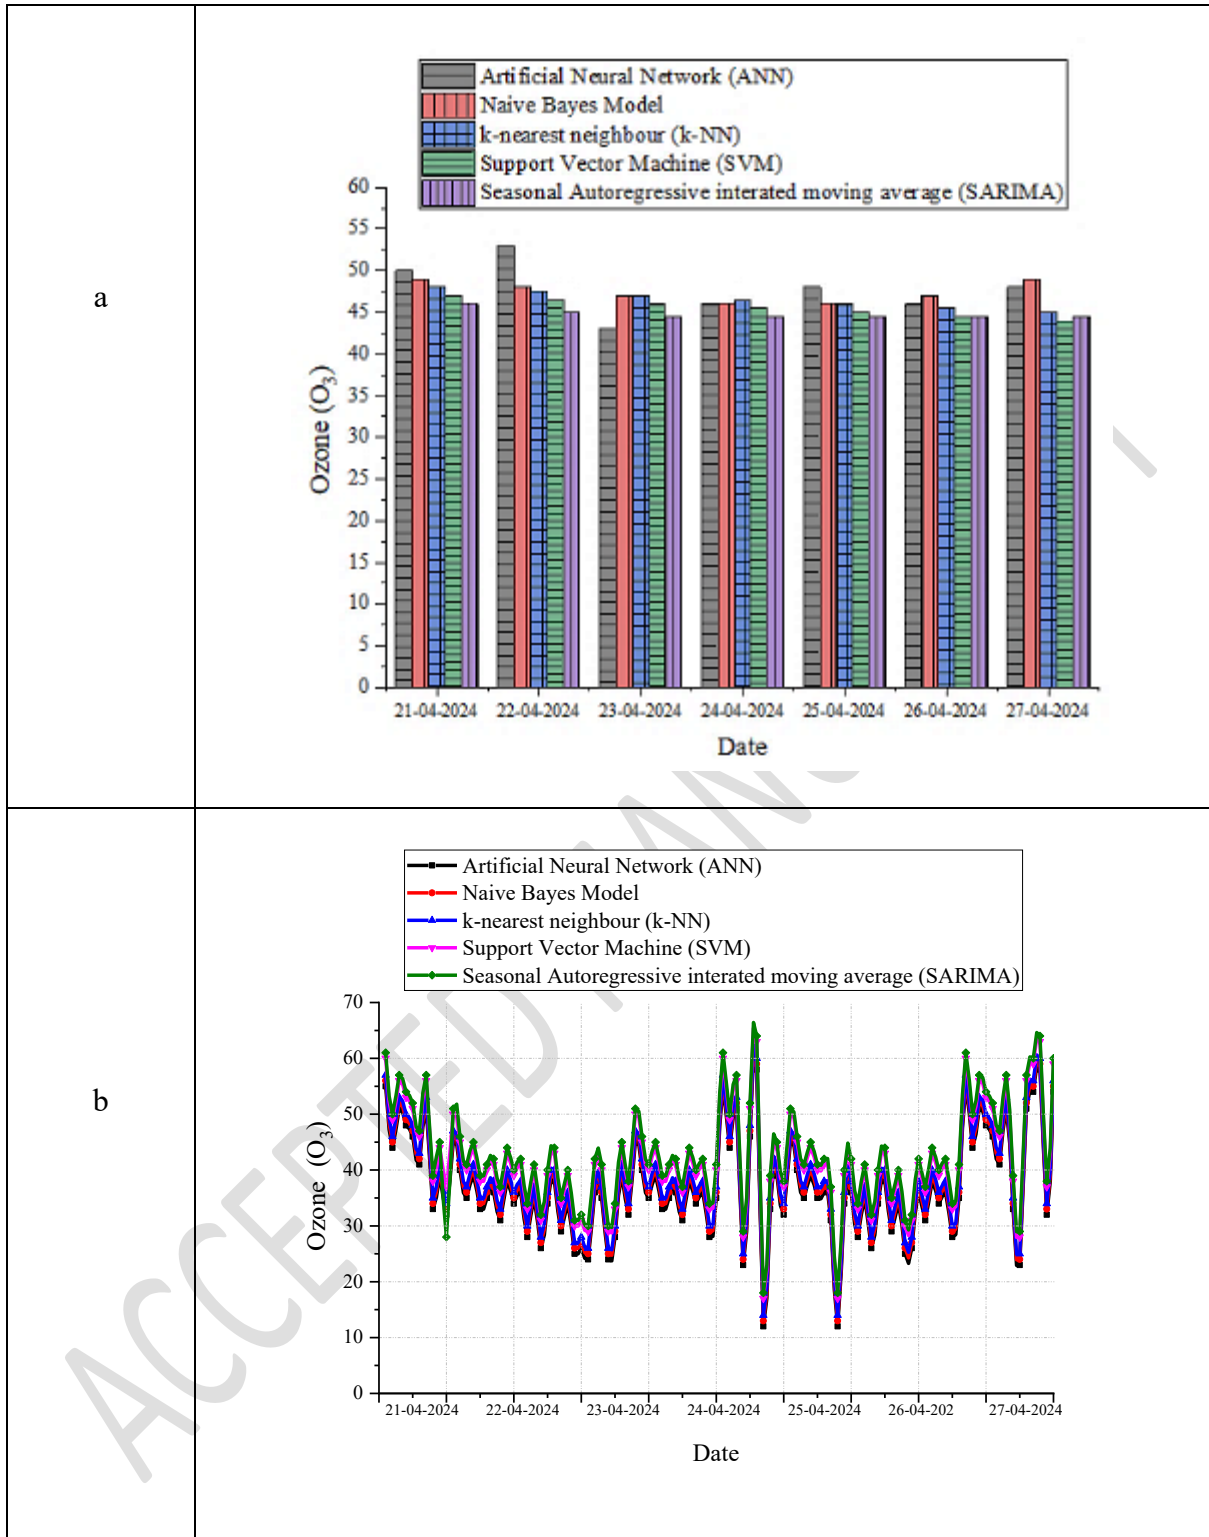 a
Artificial Neural Network (ANN)
Naive Bayes Model
k-nearest neighbour (k-NN)
Support Vector Machine (SVM)
Seasonal Autoregressive interated moving average (SARIMA)
60
55
50
45
40
35
30
25
20
15
10
5
0
Ozone (O3)
21-04-2024 22-04-2024 23-04-2024 24-04-2024 25-04-2024 26-04-2024 27-04-2024
Date
b
Artificial Neural Network (ANN)
Naive Bayes Model
k-nearest neighbour (k-NN)
Support Vector Machine (SVM)
Seasonal Autoregressive interated moving average (SARIMA)
70
60
50
40
30
20
10
0
Ozone (O3)
21-04-2024 22-04-2024 23-04-2024 24-04-2024 25-04-2024 26-04-202 27-04-2024
Date
ACCEPTED